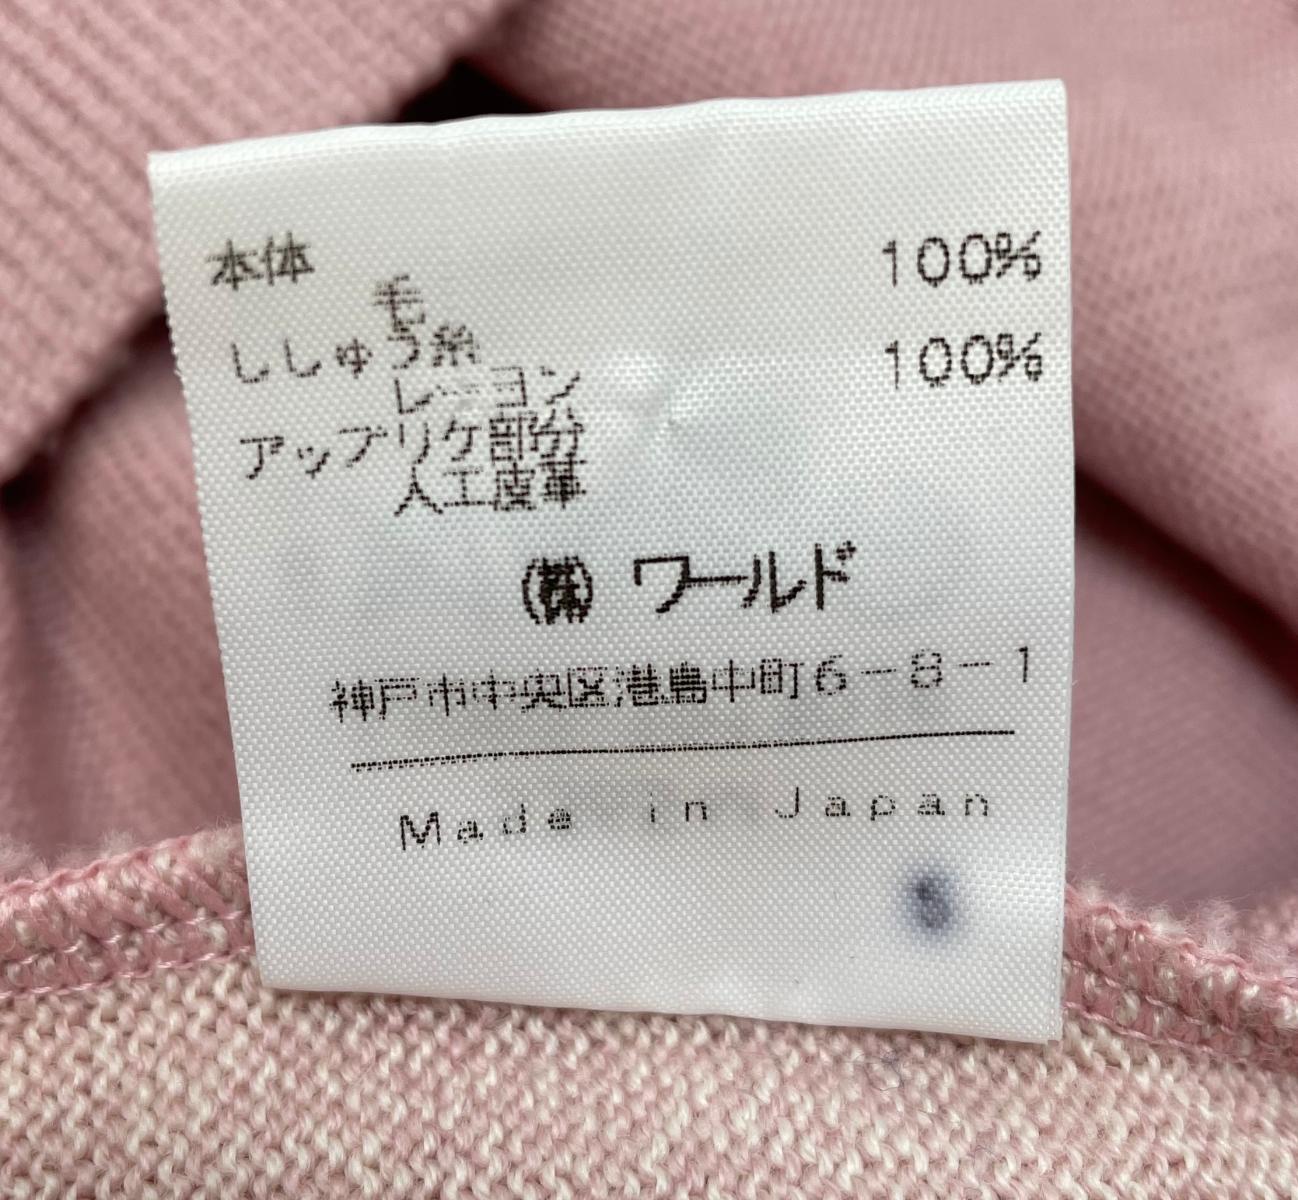 本体
毛 100%
ししゅう糸
レーヨン 100%
アップリケ部分
人工皮革
(株) ワールド
神戸市中央区港島中町6-8-1
Made in Japan